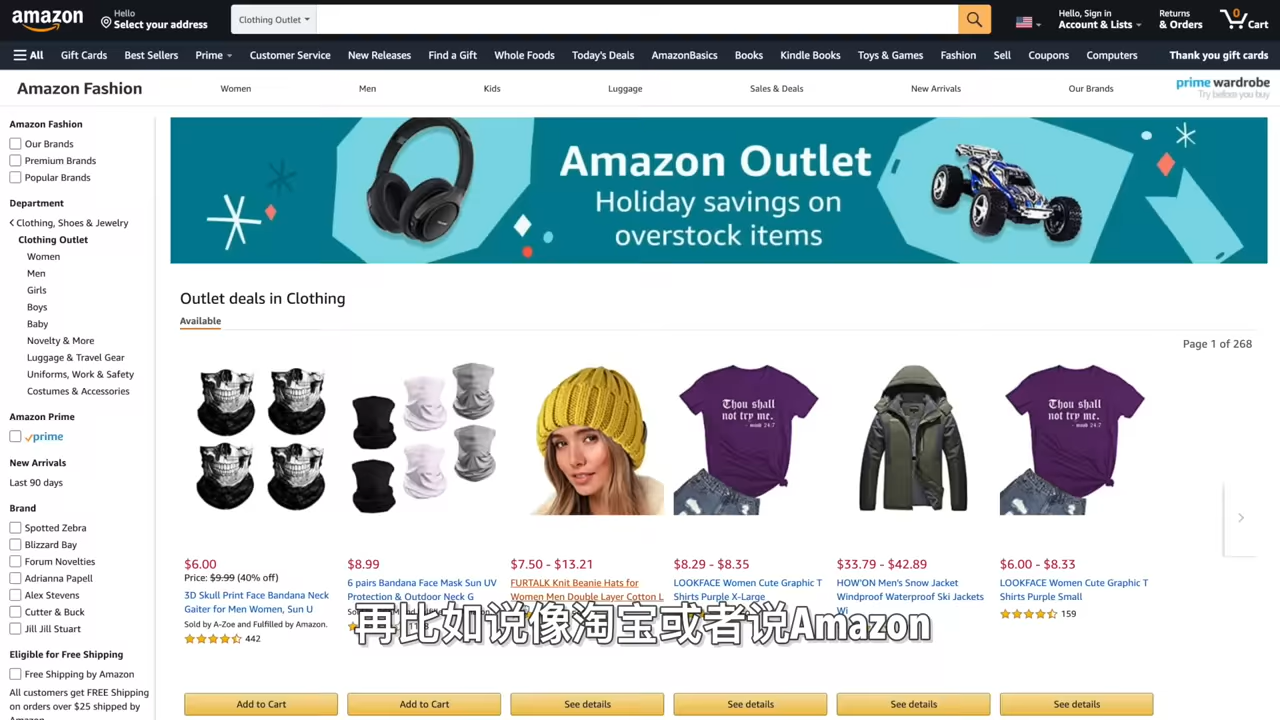 amazon
Hello
Select your address
Clothing Outlet
Hello, Sign in
Account & Lists
Returns
& Orders
0
Cart
All
Gift Cards
Best Sellers
Prime
Customer Service
New Releases
Find a Gift
Whole Foods
Today's Deals
AmazonBasics
Books
Kindle Books
Toys & Games
Fashion
Sell
Coupons
Computers
Thank you gift cards
Amazon Fashion
Women
Men
Kids
Luggage
Sales & Deals
New Arrivals
Our Brands
prime wardrobe
Try before you buy
Amazon Fashion
Our Brands
Premium Brands
Popular Brands
Department
Clothing, Shoes & Jewelry
Clothing Outlet
Women
Men
Girls
Boys
Baby
Novelty & More
Luggage & Travel Gear
Uniforms, Work & Safety
Costumes & Accessories
Amazon Prime
prime
New Arrivals
Last 90 days
Brand
Spotted Zebra
Blizzard Bay
Forum Novelties
Adrianna Papell
Alex Stevens
Cutter & Buck
Jill Jill Stuart
Eligible for Free Shipping
Free Shipping by Amazon
All customers get FREE Shipping
on orders over $25 shipped by
Amazon Outlet
Holiday savings on
overstock items
Outlet deals in Clothing
Available
Page 1 of 268
Thou shall
not try me.
- mood 24:7
Thou shall
not try me.
- mood 24:7
$6.00
Price: $9.99 (40% off)
3D Skull Print Face Bandana Neck
Gaiter for Men Women, Sun U
Sold by A-Zoe and Fulfilled by Amazon.
442
$8.99
6 pairs Bandana Face Mask Sun UV
Protection & Outdoor Neck G
$7.50 - $13.21
FURTALK Knit Beanie Hats for
Women Men Double Layer Cotton L
$8.29 - $8.35
LOOKFACE Women Cute Graphic T
Shirts Purple X-Large
$33.79 - $42.89
HOW'ON Men's Snow Jacket
Windproof Waterproof Ski Jackets
Wi
$6.00 - $8.33
LOOKFACE Women Cute Graphic T
Shirts Purple Small
159
再比如说像淘宝或者说Amazon
Add to Cart
Add to Cart
See details
See details
See details
See details